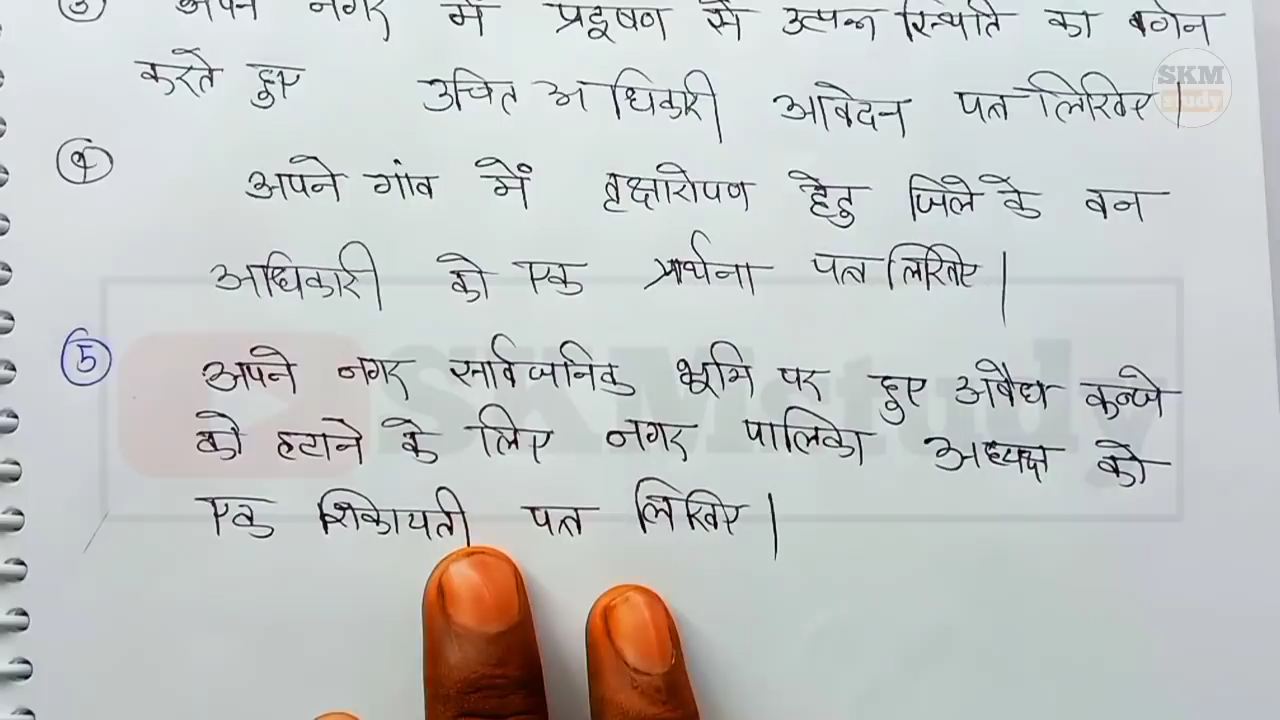 ③ अपने नगर में प्रदूषण से उत्पन्न स्थिति का वर्णन
करते हुए उचित अधिकारी आवेदन पत्र लिखिए।
SKM
study
④ अपने गांव में वृक्षारोपण हेतु जिले के वन
अधिकारी को एक प्रार्थना पत्र लिखिए।
⑤ अपने नगर सार्वजनिक भूमि पर हुए अवैध कब्जे
को हटाने के लिए नगर पालिका अध्यक्ष को
एक शिकायती पत्र लिखिए।
SKMstudy